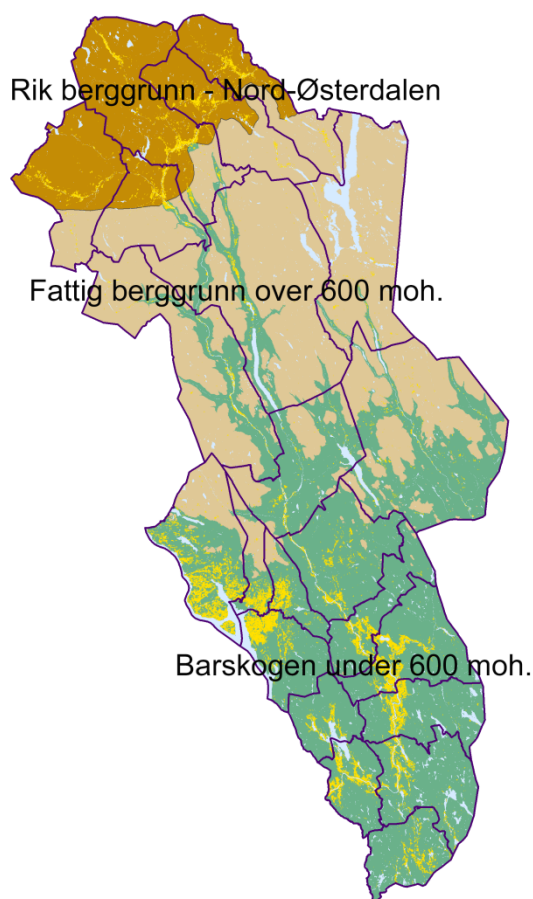 Rik berggrunn - Nord-Østerdalen
Fattig berggrunn over 600 moh.
Barskogen under 600 moh.